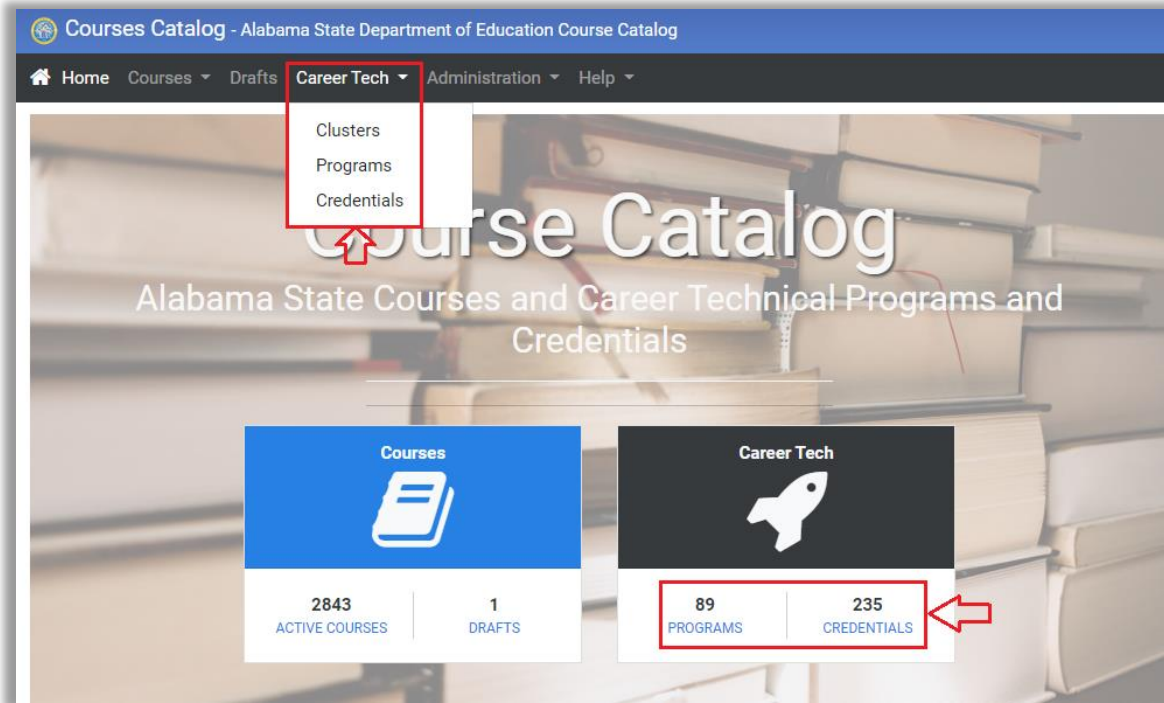 Courses Catalog - Alabama State Department of Education Course Catalog
Home Courses Drafts Career Tech Administration Help
Clusters
Programs
Credentials
Course Catalog
Alabama State Courses and Career Technical Programs and
Credentials
Courses
2843
ACTIVE COURSES
1
DRAFTS
Career Tech
89
PROGRAMS
235
CREDENTIALS